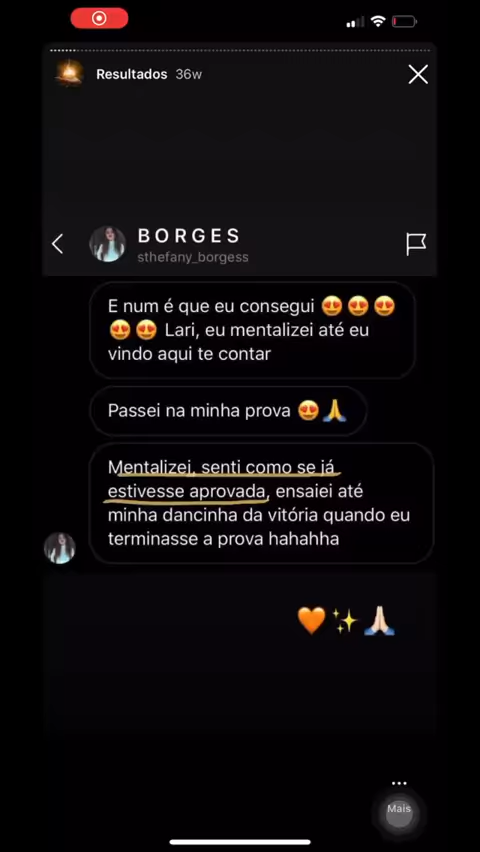 Resultados 36w
BORGES
sthefany_borgess
E num é que eu consegui 😍😍😍
😍😍 Lari, eu mentalizei até eu
vindo aqui te contar
Passei na minha prova 😍🙏
Mentalizei, senti como se já
estivesse aprovada, ensaiei até
minha dancinha da vitória quando eu
terminasse a prova hahahha
🧡✨🙏🏻
Mais